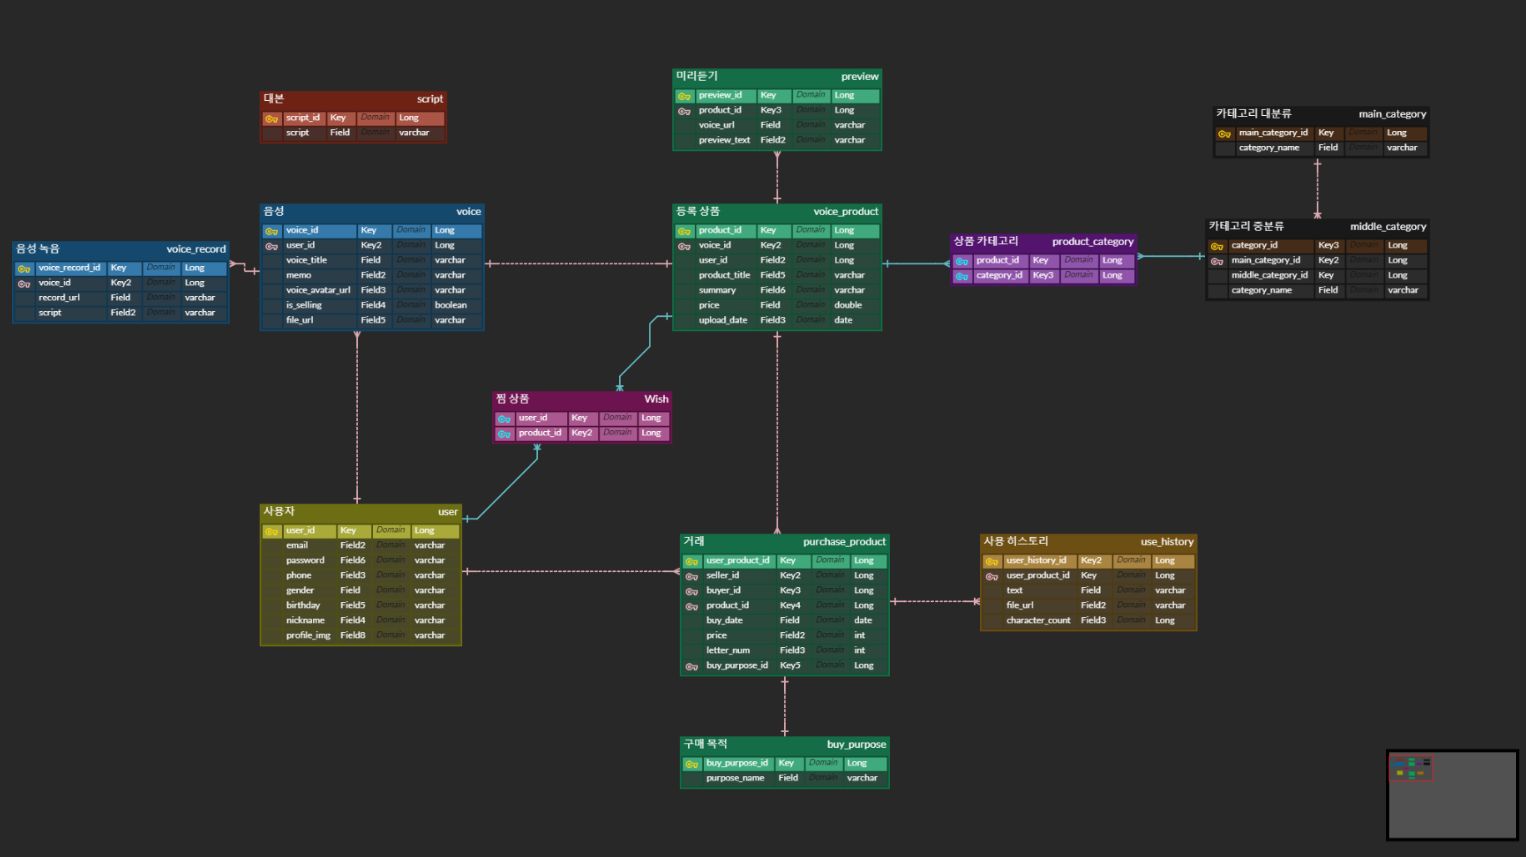 대본 script
script_id Key Domain Long
script Field Domain varchar
미리듣기 preview
preview_id Key Domain Long
product_id Key3 Domain Long
voice_url Field Domain varchar
preview_text Field2 Domain varchar
카테고리 대분류 main_category
main_category_id Key Domain Long
category_name Field Domain varchar
음성 녹음 voice_record
voice_record_id Key Domain Long
voice_id Key2 Domain Long
record_url Field Domain varchar
script Field2 Domain varchar
음성 voice
voice_id Key Domain Long
user_id Key2 Domain Long
voice_title Field Domain varchar
memo Field2 Domain varchar
voice_avatar_url Field3 Domain varchar
is_selling Field4 Domain boolean
file_url Field5 Domain varchar
등록 상품 voice_product
product_id Key Domain Long
voice_id Key2 Domain Long
user_id Field2 Domain Long
product_title Field5 Domain varchar
summary Field6 Domain varchar
price Field Domain double
upload_date Field3 Domain date
상품 카테고리 product_category
product_id Key Domain Long
category_id Key3 Domain Long
카테고리 중분류 middle_category
category_id Key3 Domain Long
main_category_id Key2 Domain Long
middle_category_id Key Domain Long
category_name Field Domain varchar
찜 상품 Wish
user_id Key Domain Long
product_id Key2 Domain Long
사용자 user
user_id Key Domain Long
email Field2 Domain varchar
password Field6 Domain varchar
phone Field3 Domain varchar
gender Field Domain varchar
birthday Field5 Domain varchar
nickname Field4 Domain varchar
profile_img Field8 Domain varchar
거래 purchase_product
user_product_id Key Domain Long
seller_id Key2 Domain Long
buyer_id Key3 Domain Long
product_id Key4 Domain Long
buy_date Field Domain date
price Field2 Domain int
letter_num Field3 Domain int
buy_purpose_id Key5 Domain Long
사용 히스토리 use_history
user_history_id Key2 Domain Long
user_product_id Key Domain Long
text Field Domain varchar
file_url Field2 Domain varchar
character_count Field3 Domain Long
구매 목적 buy_purpose
buy_purpose_id Key Domain Long
purpose_name Field Domain varchar